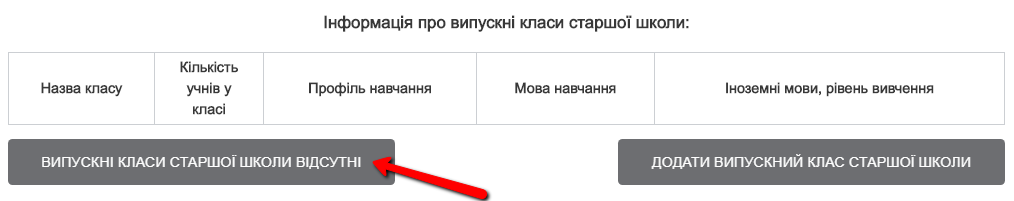 Інформація про випускні класи старшої школи:
Назва класу
Кількість
учнів у
класі
Профіль навчання
Мова навчання
Іноземні мови, рівень вивчення
ВИПУСКНІ КЛАСИ СТАРШОЇ ШКОЛИ ВІДСУТНІ
ДОДАТИ ВИПУСКНИЙ КЛАС СТАРШОЇ ШКОЛИ